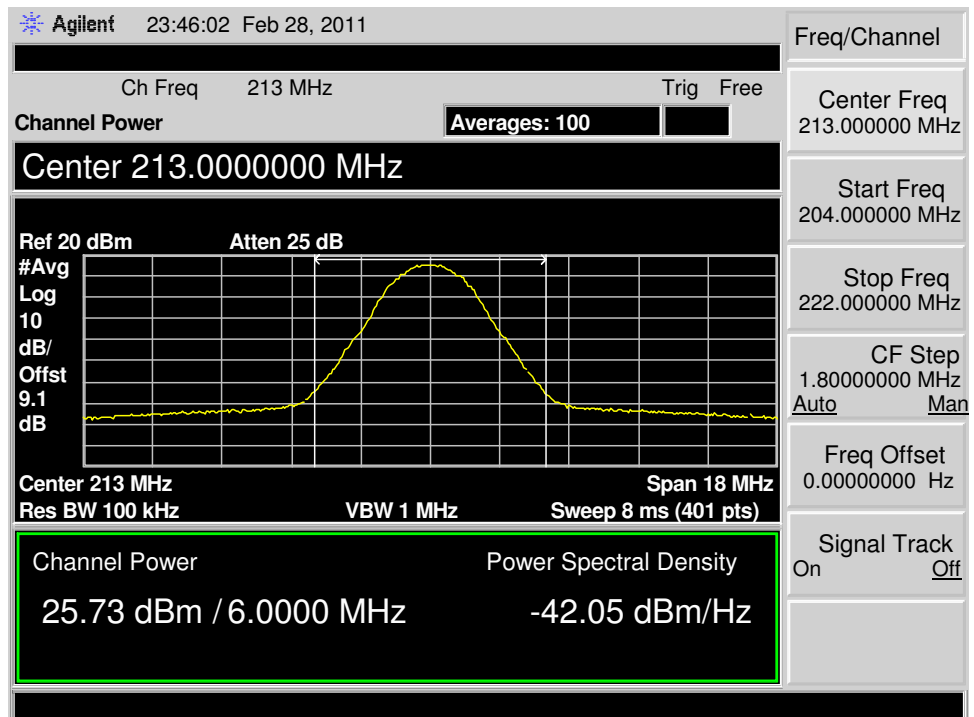 Agilent 23:46:02 Feb 28, 2011
Freq/Channel
Ch Freq 213 MHz Trig Free
Channel Power Averages: 100
Center 213.0000000 MHz
Ref 20 dBm Atten 25 dB
#Avg
Log
10
dB/
Offst
9.1
dB
Center 213 MHz Span 18 MHz
Res BW 100 kHz VBW 1 MHz Sweep 8 ms (401 pts)
Channel Power Power Spectral Density
25.73 dBm / 6.0000 MHz -42.05 dBm/Hz
Center Freq
213.000000 MHz
Start Freq
204.000000 MHz
Stop Freq
222.000000 MHz
CF Step
1.80000000 MHz
Auto Man
Freq Offset
0.00000000 Hz
Signal Track
On Off